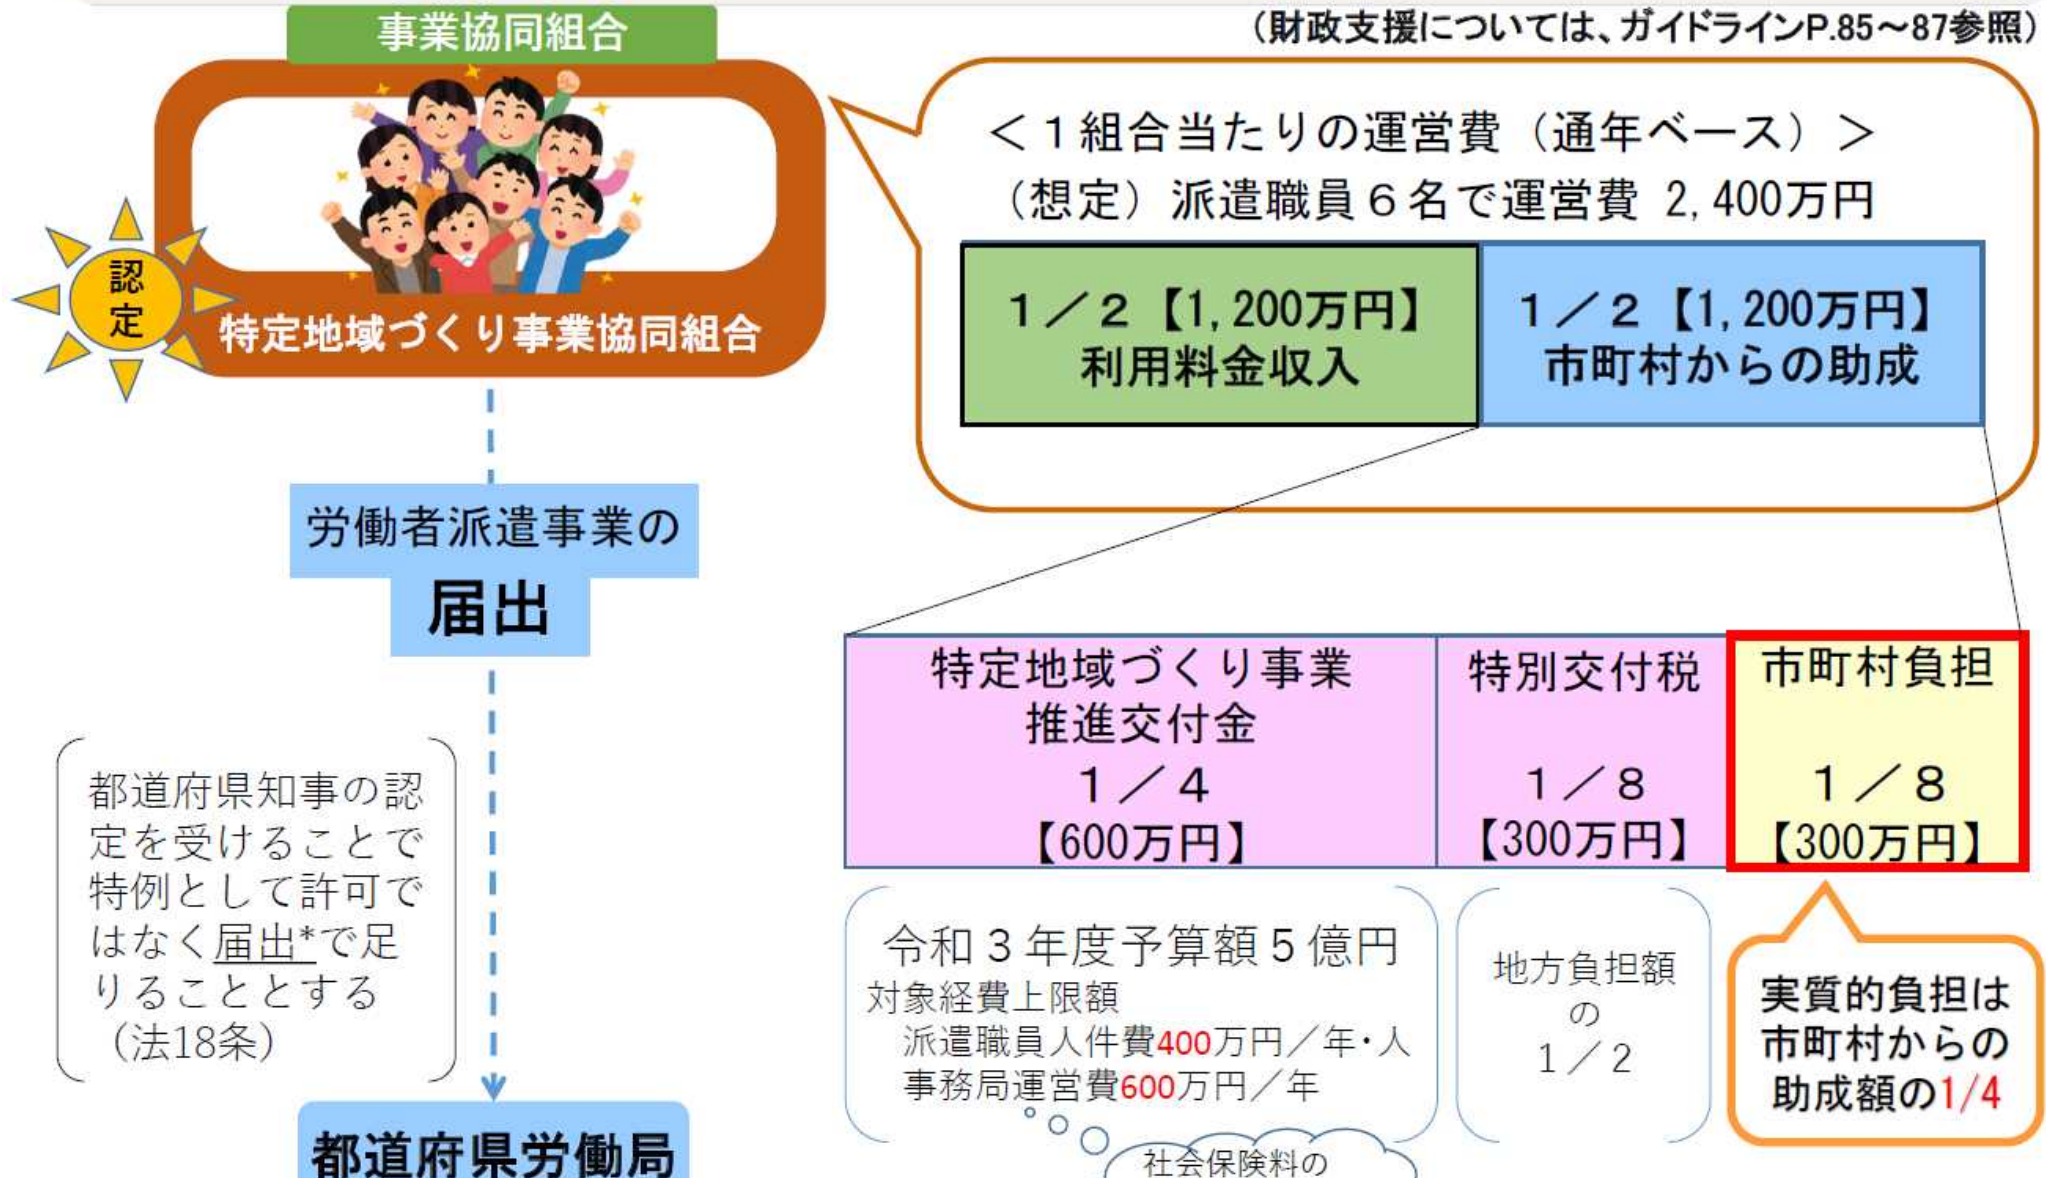 事業協同組合
（財政支援については、ガイドラインP.85～87参照）
認
定
特定地域づくり事業協同組合
＜１組合当たりの運営費（通年ベース）＞
（想定）派遣職員６名で運営費 2,400万円
１／２【1,200万円】
利用料金収入
１／２【1,200万円】
市町村からの助成
労働者派遣事業の
届出
特定地域づくり事業
推進交付金
１／４
【600万円】
特別交付税
１／８
【300万円】
市町村負担
１／８
【300万円】
都道府県知事の認
定を受けることで
特例として許可で
はなく届出*で足
りることとする
（法18条）
令和３年度予算額５億円
対象経費上限額
派遣職員人件費400万円／年・人
事務局運営費600万円／年
地方負担額
の
１／２
実質的負担は
市町村からの
助成額の1/4
都道府県労働局
社会保険料の